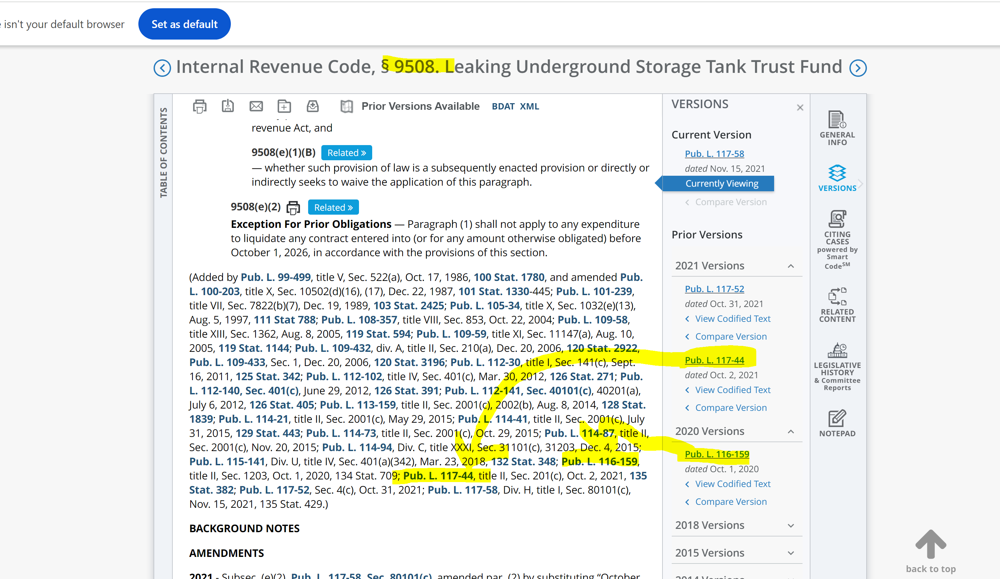 isn't your default browser
Set as default
Internal Revenue Code, § 9508. Leaking Underground Storage Tank Trust Fund
TABLE OF CONTENTS
Prior Versions Available BDAT XML
revenue Act, and
9508(e)(1)(B) Related »
— whether such provision of law is a subsequently enacted provision or directly or
indirectly seeks to waive the application of this paragraph.
9508(e)(2) Related »
Exception For Prior Obligations — Paragraph (1) shall not apply to any expenditure
to liquidate any contract entered into (or for any amount otherwise obligated) before
October 1, 2026, in accordance with the provisions of this section.
(Added by Pub. L. 99-499, title V, Sec. 522(a), Oct. 17, 1986, 100 Stat. 1780, and amended Pub.
L. 100-203, title X, Sec. 10502(d)(16), (17), Dec. 22, 1987, 101 Stat. 1330-445; Pub. L. 101-239,
title VII, Sec. 7822(b)(7), Dec. 19, 1989, 103 Stat. 2425; Pub. L. 105-34, title X, Sec. 1032(e)(13),
Aug. 5, 1997, 111 Stat 788; Pub. L. 108-357, title VIII, Sec. 853, Oct. 22, 2004; Pub. L. 109-58,
title XIII, Sec. 1362, Aug. 8, 2005, 119 Stat. 594; Pub. L. 109-59, title XI, Sec. 11147(a), Aug. 10,
2005, 119 Stat. 1144; Pub. L. 109-432, div. A, title II, Sec. 210(a), Dec. 20, 2006, 120 Stat. 2922,
Pub. L. 109-433, Sec. 1, Dec. 20, 2006, 120 Stat. 3196; Pub. L. 112-30, title I, Sec. 141(c), Sept.
16, 2011, 125 Stat. 342; Pub. L. 112-102, title IV, Sec. 401(c), Mar. 30, 2012, 126 Stat. 271; Pub.
L. 112-140, Sec. 401(c), June 29, 2012, 126 Stat. 391; Pub. L. 112-141, Sec. 40101(c), 40201(a),
July 6, 2012, 126 Stat. 405; Pub. L. 113-159, title II, Sec. 2001(c), 2002(b), Aug. 8, 2014, 128 Stat.
1839; Pub. L. 114-21, title II, Sec. 2001(c), May 29, 2015; Pub. L. 114-41, title II, Sec. 2001(c), July
31, 2015, 129 Stat. 443; Pub. L. 114-73, title II, Sec. 2001(c), Oct. 29, 2015; Pub. L. 114-87, title II,
Sec. 2001(c), Nov. 20, 2015; Pub. L. 114-94, Div. C, title XXXI, Sec. 31101(c), 31203, Dec. 4, 2015;
Pub. L. 115-141, Div. U, title IV, Sec. 401(a)(342), Mar. 23, 2018, 132 Stat. 348; Pub. L. 116-159,
title II, Sec. 1203, Oct. 1, 2020, 134 Stat. 709; Pub. L. 117-44, title II, Sec. 201(c), Oct. 2, 2021, 135
Stat. 382; Pub. L. 117-52, Sec. 4(c), Oct. 31, 2021; Pub. L. 117-58, Div. H, title I, Sec. 80101(c),
Nov. 15, 2021, 135 Stat. 429.)
BACKGROUND NOTES
AMENDMENTS
2021 - Subsec. (e)(2). Pub. L. 117-58, Sec. 80101(c), amended par. (2) by substituting “October
VERSIONS
Current Version
Pub. L. 117-58
dated Nov. 15, 2021
Currently Viewing
Compare Version
Prior Versions
2021 Versions
Pub. L. 117-52
dated Oct. 31, 2021
View Codified Text
Compare Version
Pub. L. 117-44
dated Oct. 2, 2021
View Codified Text
Compare Version
2020 Versions
Pub. L. 116-159
dated Oct. 1, 2020
View Codified Text
Compare Version
2018 Versions
2015 Versions
2014 Versions
GENERAL
INFO
VERSIONS
CITING
CASES
powered by
Smart
CodeSM
RELATED
CONTENT
LEGISLATIVE
HISTORY
& Committee
Reports
NOTEPAD
back to top